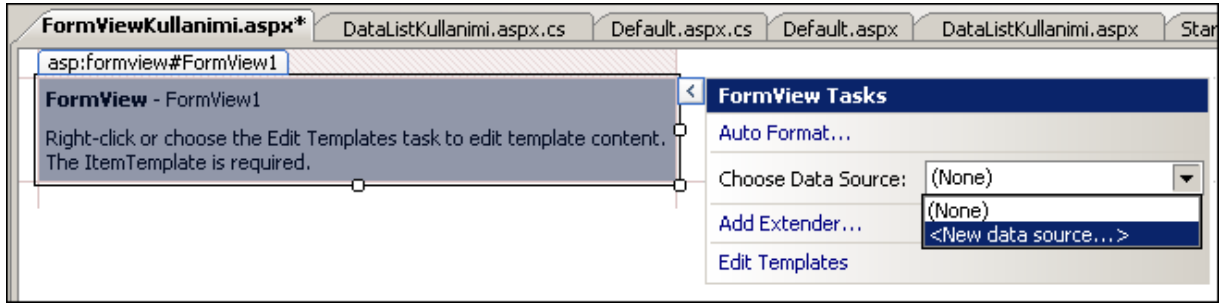 FormViewKullanimi.aspx* DataListKullanimi.aspx.cs Default.aspx.cs Default.aspx DataListKullanimi.aspx Star
asp:formview#FormView1
FormView - FormView1
Right-click or choose the Edit Templates task to edit template content.
The ItemTemplate is required.
FormView Tasks
Auto Format...
Choose Data Source: (None)
(None)
<New data source...>
Add Extender...
Edit Templates